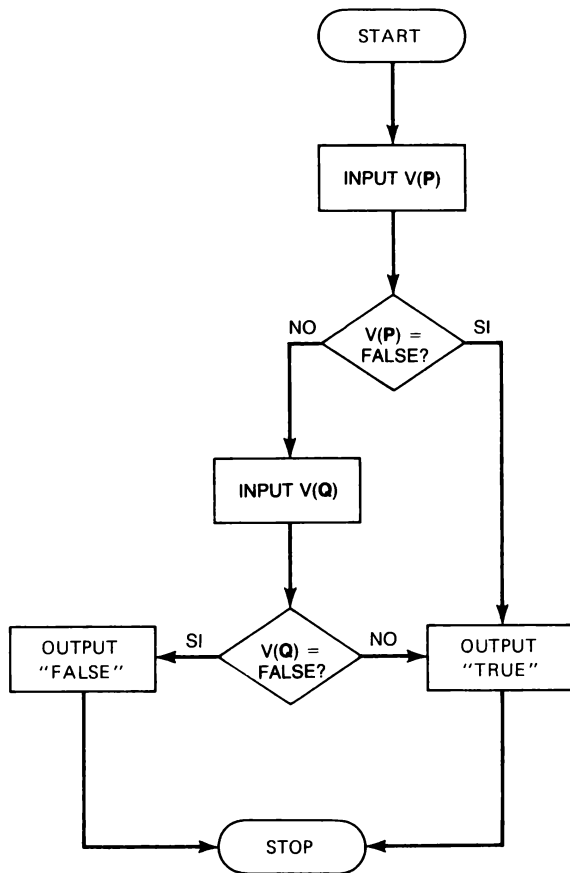 START
INPUT V(P)
NO
V(P) =
FALSE?
SI
INPUT V(Q)
OUTPUT
"FALSE"
SI
V(Q) =
FALSE?
NO
OUTPUT
"TRUE"
STOP